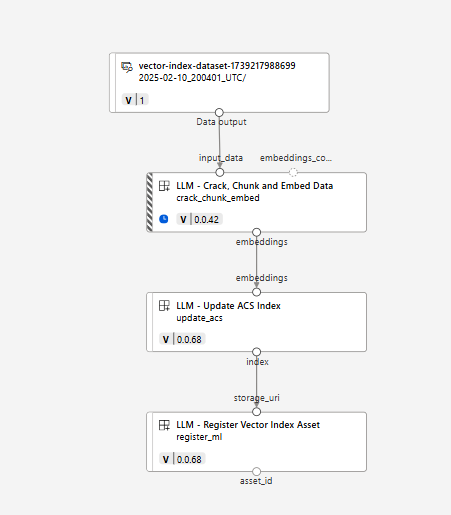 vector-index-dataset-1739217988699
2025-02-10_200401_UTC/
V 1
Data output
input_data embeddings_co...
LLM - Crack, Chunk and Embed Data
crack_chunk_embed
V 0.0.42
embeddings
embeddings
LLM - Update ACS Index
update_acs
V 0.0.68
index
storage_uri
LLM - Register Vector Index Asset
register_ml
V 0.0.68
asset_id